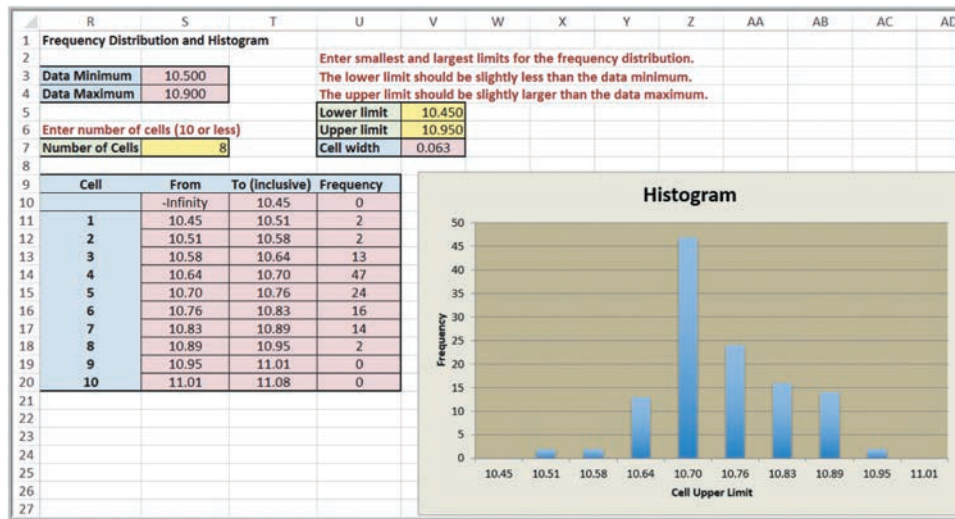 R S T U V W X Y Z AA AB AC AD
1 Frequency Distribution and Histogram
2 Enter smallest and largest limits for the frequency distribution.
3 Data Minimum 10.500 The lower limit should be slightly less than the data minimum.
4 Data Maximum 10.900 The upper limit should be slightly larger than the data maximum.
5 Lower limit 10.450
6 Enter number of cells (10 or less) Upper limit 10.950
7 Number of Cells 8 Cell width 0.063
8
9 Cell From To (inclusive) Frequency
10 -Infinity 10.45 0
11 1 10.45 10.51 2
12 2 10.51 10.58 2
13 3 10.58 10.64 13
14 4 10.64 10.70 47
15 5 10.70 10.76 24
16 6 10.76 10.83 16
17 7 10.83 10.89 14
18 8 10.89 10.95 2
19 9 10.95 11.01 0
20 10 11.01 11.08 0
21
22
23
24
25
26
27
Histogram
Frequency
50
45
40
35
30
25
20
15
10
5
0
10.45 10.51 10.58 10.64 10.70 10.76 10.83 10.89 10.95 11.01
Cell Upper Limit